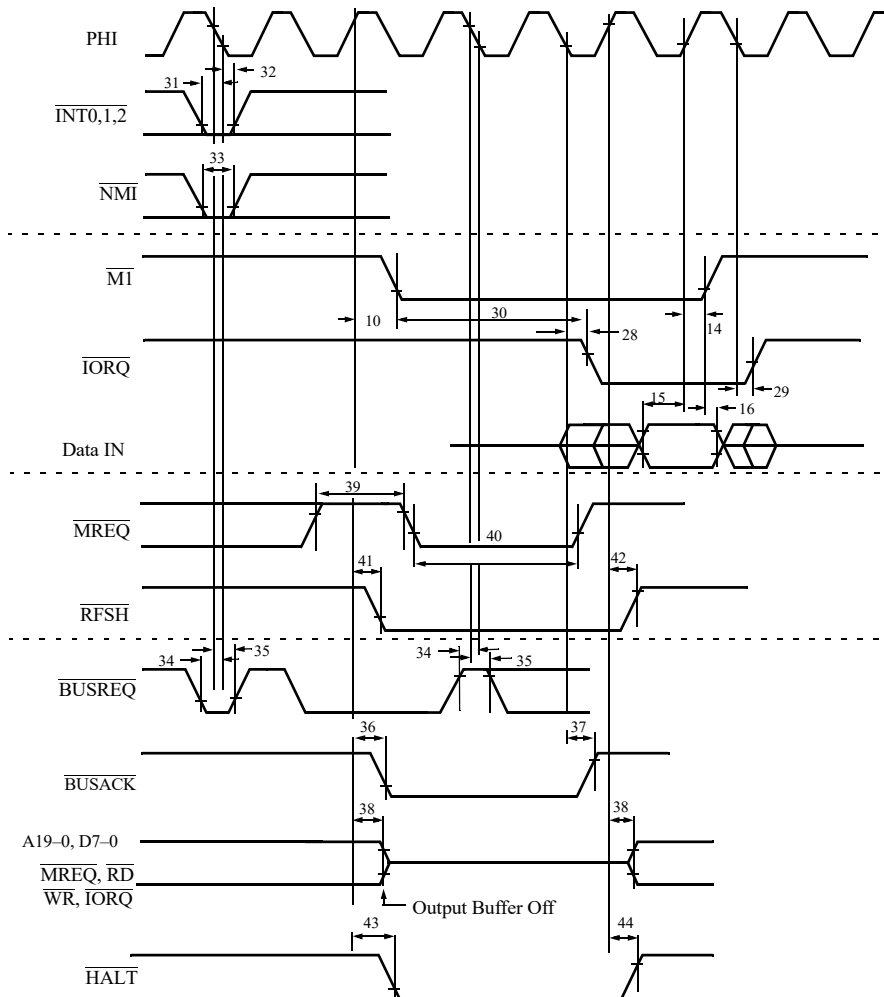 PHI
31
32
INT0,1,2
33
NMI
M1
10
30
14
28
IORQ
29
15
16
Data IN
39
MREQ
40
41
42
RFSH
34
35
34
35
BUSREQ
36
37
BUSACK
38
38
A19–0, D7–0
MREQ, RD
WR, IORQ
Output Buffer Off
43
44
HALT